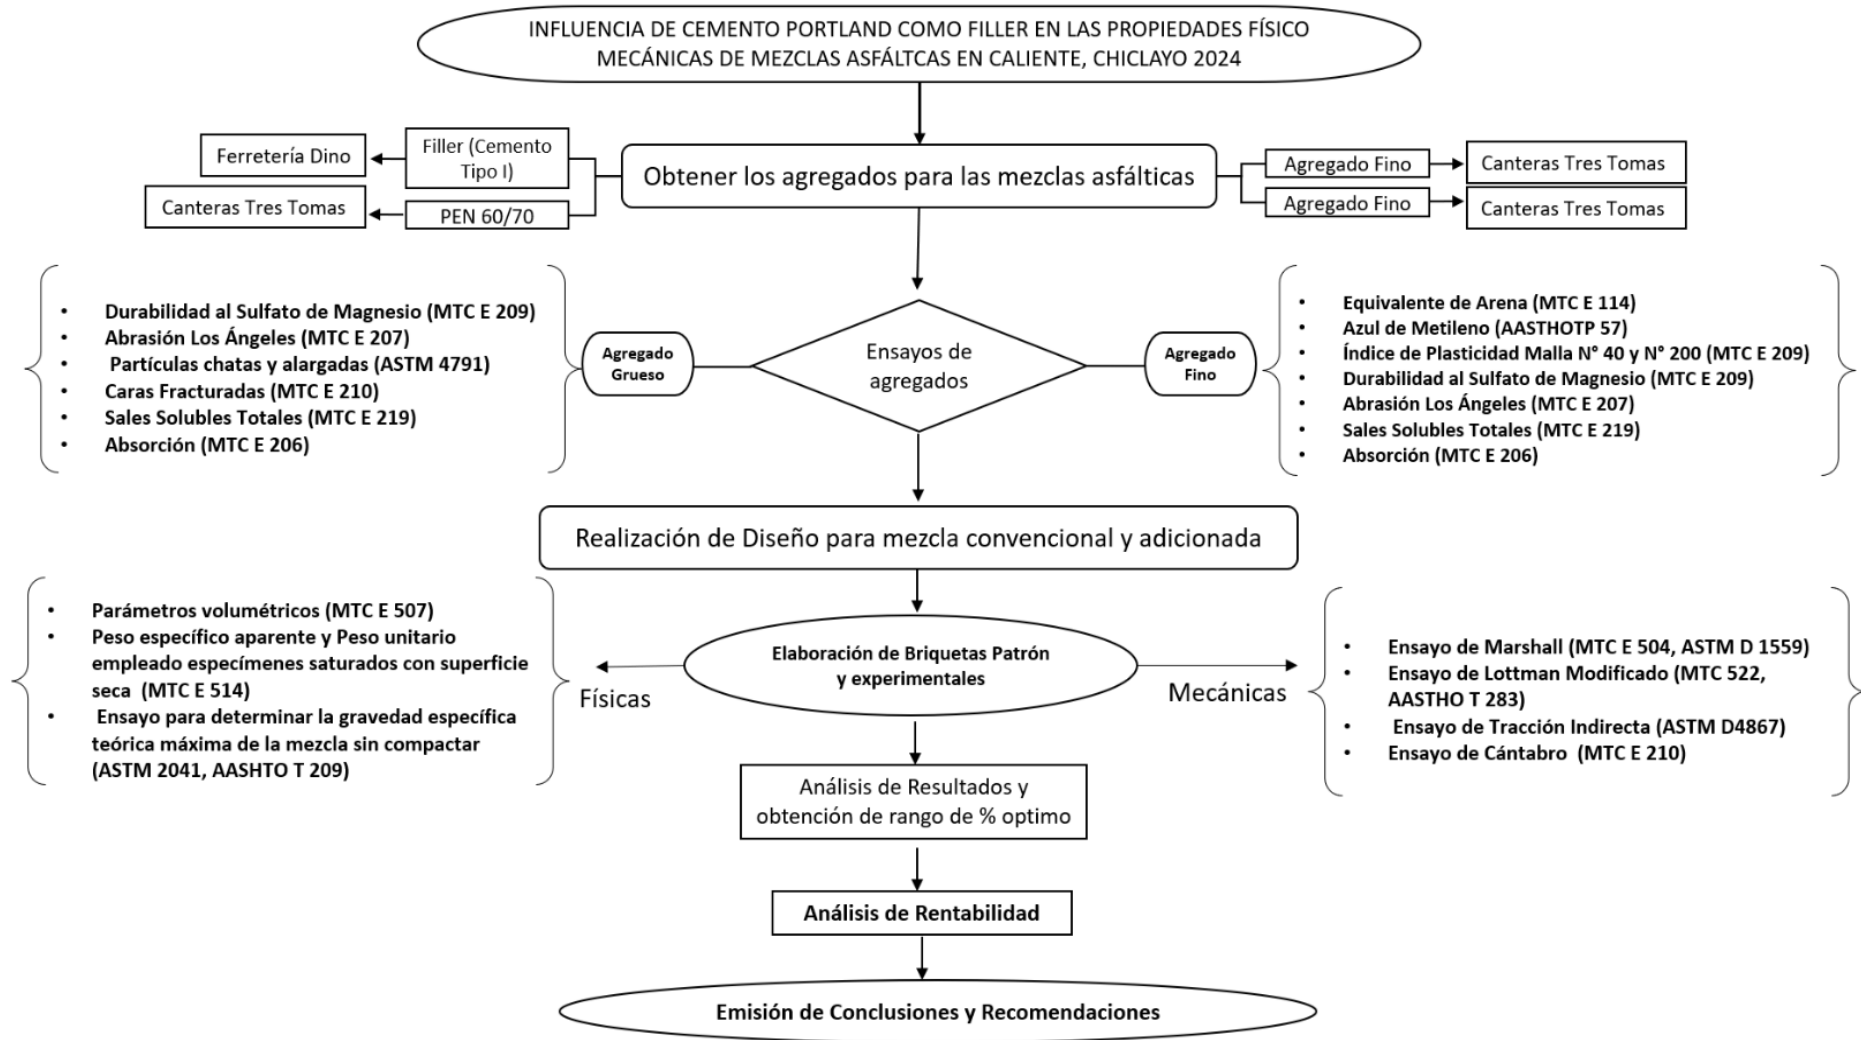 INFLUENCIA DE CEMENTO PORTLAND COMO FILLER EN LAS PROPIEDADES FÍSICO
MECÁNICAS DE MEZCLAS ASFÁLTCAS EN CALIENTE, CHICLAYO 2024
Ferretería Dino
Filler (Cemento
Tipo I)
Canteras Tres Tomas
PEN 60/70
Obtener los agregados para las mezclas asfálticas
Agregado Fino
Canteras Tres Tomas
Agregado Fino
Canteras Tres Tomas
• Durabilidad al Sulfato de Magnesio (MTC E 209)
• Abrasión Los Ángeles (MTC E 207)
• Partículas chatas y alargadas (ASTM 4791)
• Caras Fracturadas (MTC E 210)
• Sales Solubles Totales (MTC E 219)
• Absorción (MTC E 206)
Agregado
Grueso
Ensayos de
agregados
Agregado
Fino
• Equivalente de Arena (MTC E 114)
• Azul de Metileno (AASTHOTP 57)
• Índice de Plasticidad Malla N° 40 y N° 200 (MTC E 209)
• Durabilidad al Sulfato de Magnesio (MTC E 209)
• Abrasión Los Ángeles (MTC E 207)
• Sales Solubles Totales (MTC E 219)
• Absorción (MTC E 206)
Realización de Diseño para mezcla convencional y adicionada
• Parámetros volumétricos (MTC E 507)
• Peso específico aparente y Peso unitario
empleado especímenes saturados con superficie
seca (MTC E 514)
• Ensayo para determinar la gravedad específica
teórica máxima de la mezcla sin compactar
(ASTM 2041, AASHTO T 209)
Físicas
Elaboración de Briquetas Patrón
y experimentales
Mecánicas
• Ensayo de Marshall (MTC E 504, ASTM D 1559)
• Ensayo de Lottman Modificado (MTC 522,
AASTHO T 283)
• Ensayo de Tracción Indirecta (ASTM D4867)
• Ensayo de Cántabro (MTC E 210)
Análisis de Resultados y
obtención de rango de % optimo
Análisis de Rentabilidad
Emisión de Conclusiones y Recomendaciones